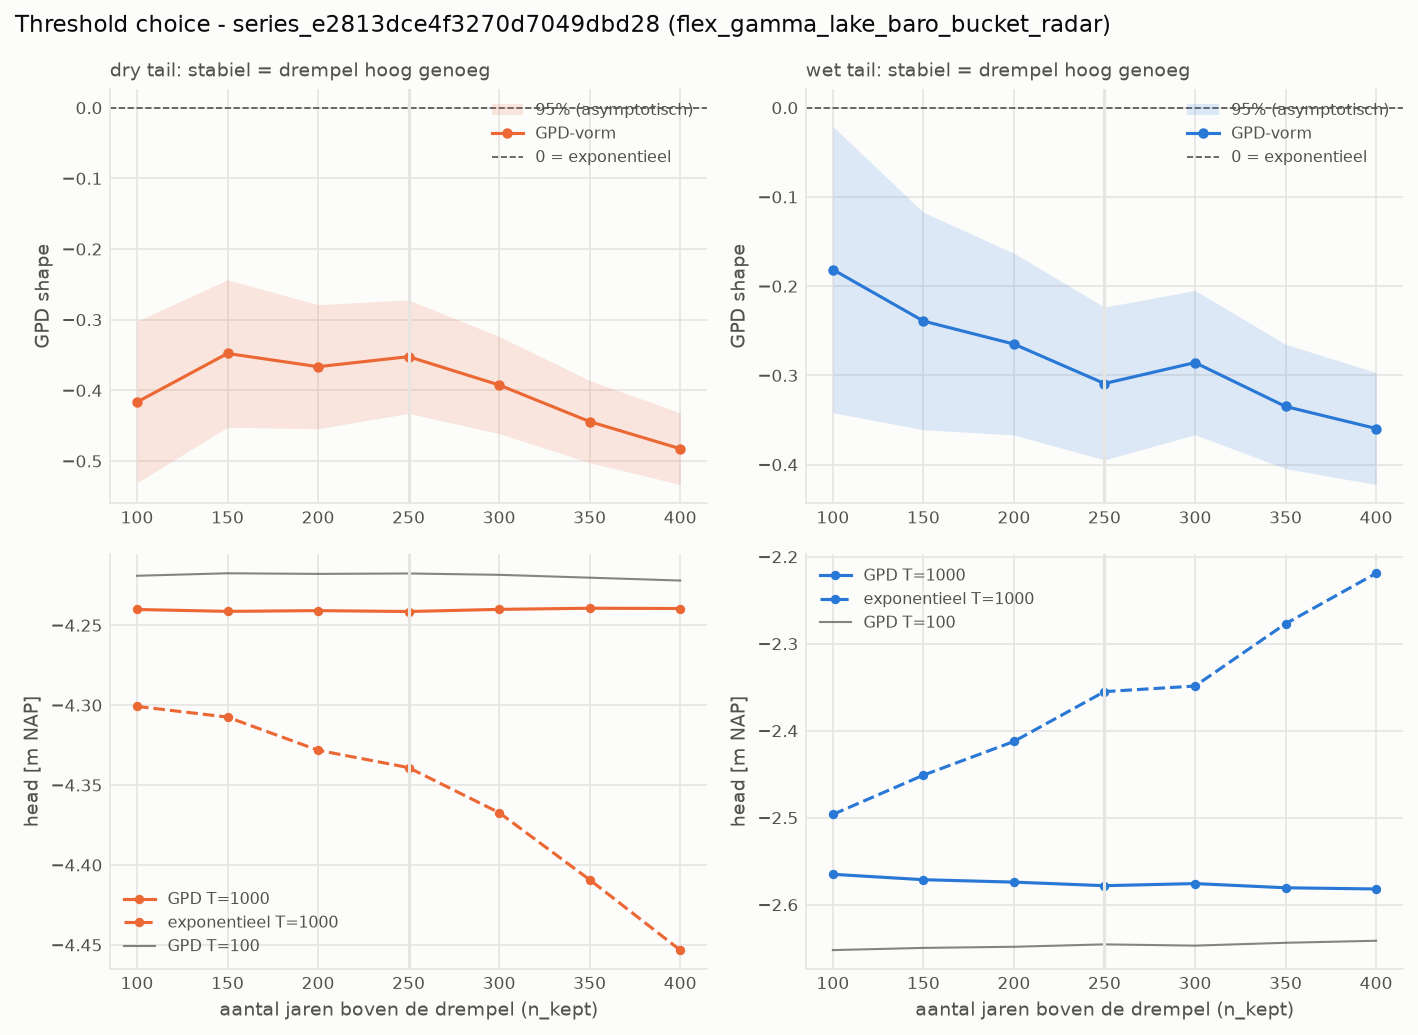 Threshold choice - series_e2813dce4f3270d7049dbd28 (flex_gamma_lake_baro_bucket_radar)
dry tail: stabiel = drempel hoog genoeg
GPD shape
0.0
−0.1
−0.2
−0.3
−0.4
−0.5
100 150 200 250 300 350 400
95% (asymptotisch)
GPD-vorm
0 = exponentieel
wet tail: stabiel = drempel hoog genoeg
GPD shape
0.0
−0.1
−0.2
−0.3
−0.4
100 150 200 250 300 350 400
95% (asymptotisch)
GPD-vorm
0 = exponentieel
head [m NAP]
−4.25
−4.30
−4.35
−4.40
−4.45
100 150 200 250 300 350 400
aantal jaren boven de drempel (n_kept)
GPD T=1000
exponentieel T=1000
GPD T=100
head [m NAP]
−2.2
−2.3
−2.4
−2.5
−2.6
100 150 200 250 300 350 400
aantal jaren boven de drempel (n_kept)
GPD T=1000
exponentieel T=1000
GPD T=100